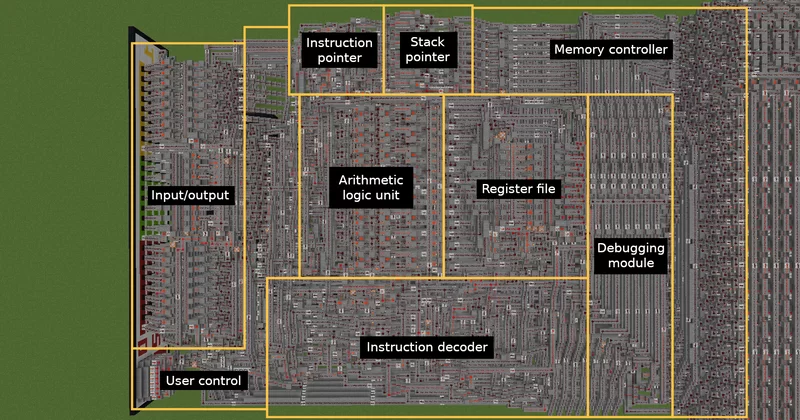 Instruction
pointer
Stack
pointer
Memory controller
Input/output
Arithmetic
logic unit
Register file
Debugging
module
Instruction decoder
User control